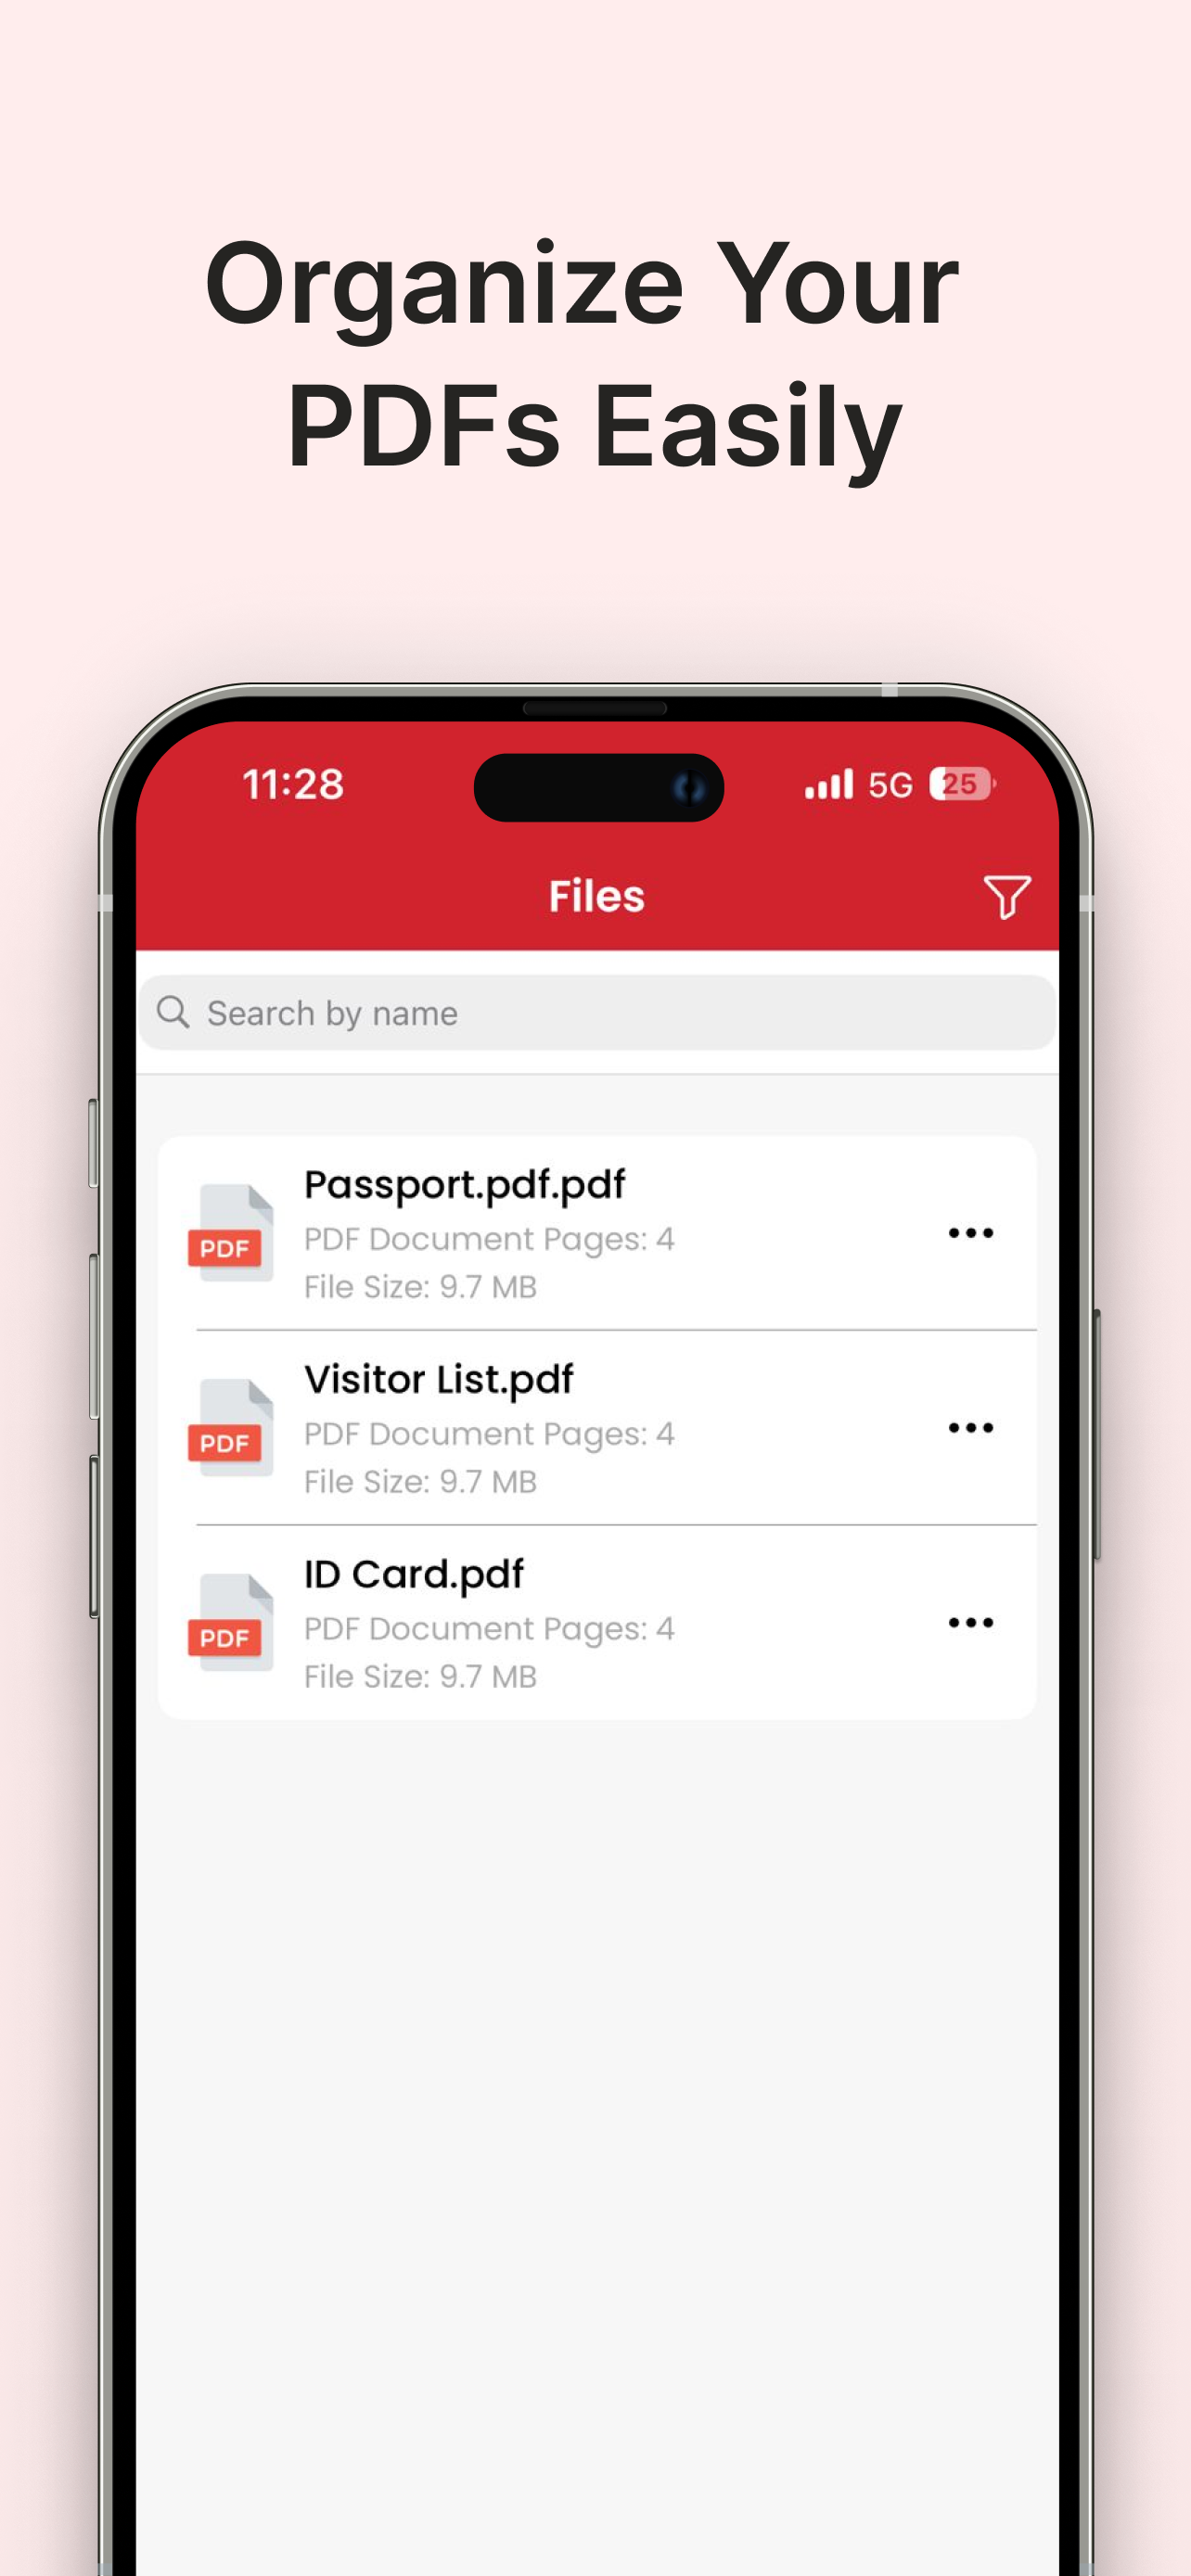 Organize Your
PDFs Easily
11:28
5G 25
Files
Search by name
Passport.pdf.pdf
PDF Document Pages: 4
File Size: 9.7 MB
PDF
Visitor List.pdf
PDF Document Pages: 4
File Size: 9.7 MB
PDF
ID Card.pdf
PDF Document Pages: 4
File Size: 9.7 MB
PDF